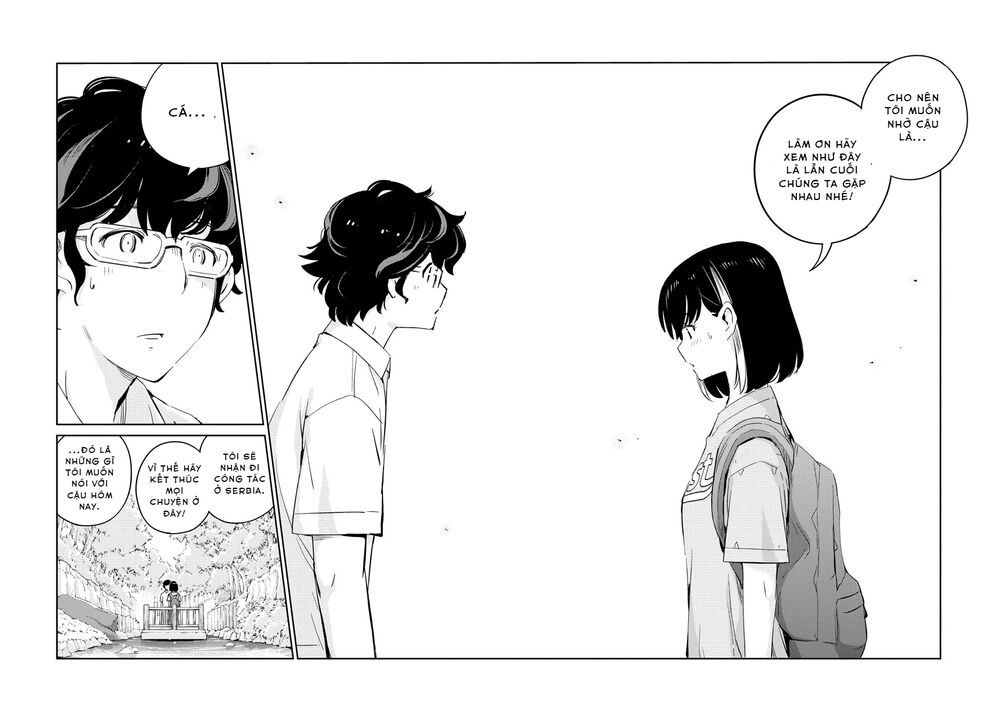 CHO NÊN
TÔI MUỐN
NHỜ CẬU
LÀ...
LÀM ƠN HÃY
XEM NHƯ ĐÂY
LÀ LẦN CUỐI
CHÚNG TA GẶP
NHAU NHÉ!
CÁ...
TÔI SẼ
NHẬN ĐI
CÔNG TÁC
Ở SERBIA.
VÌ THẾ HÃY
KẾT THÚC
MỌI
CHUYỆN Ở
ĐÂY!
...ĐÓ LÀ
NHỮNG GÌ
TÔI MUỐN
NÓI VỚI
CẬU HÔM
NAY.